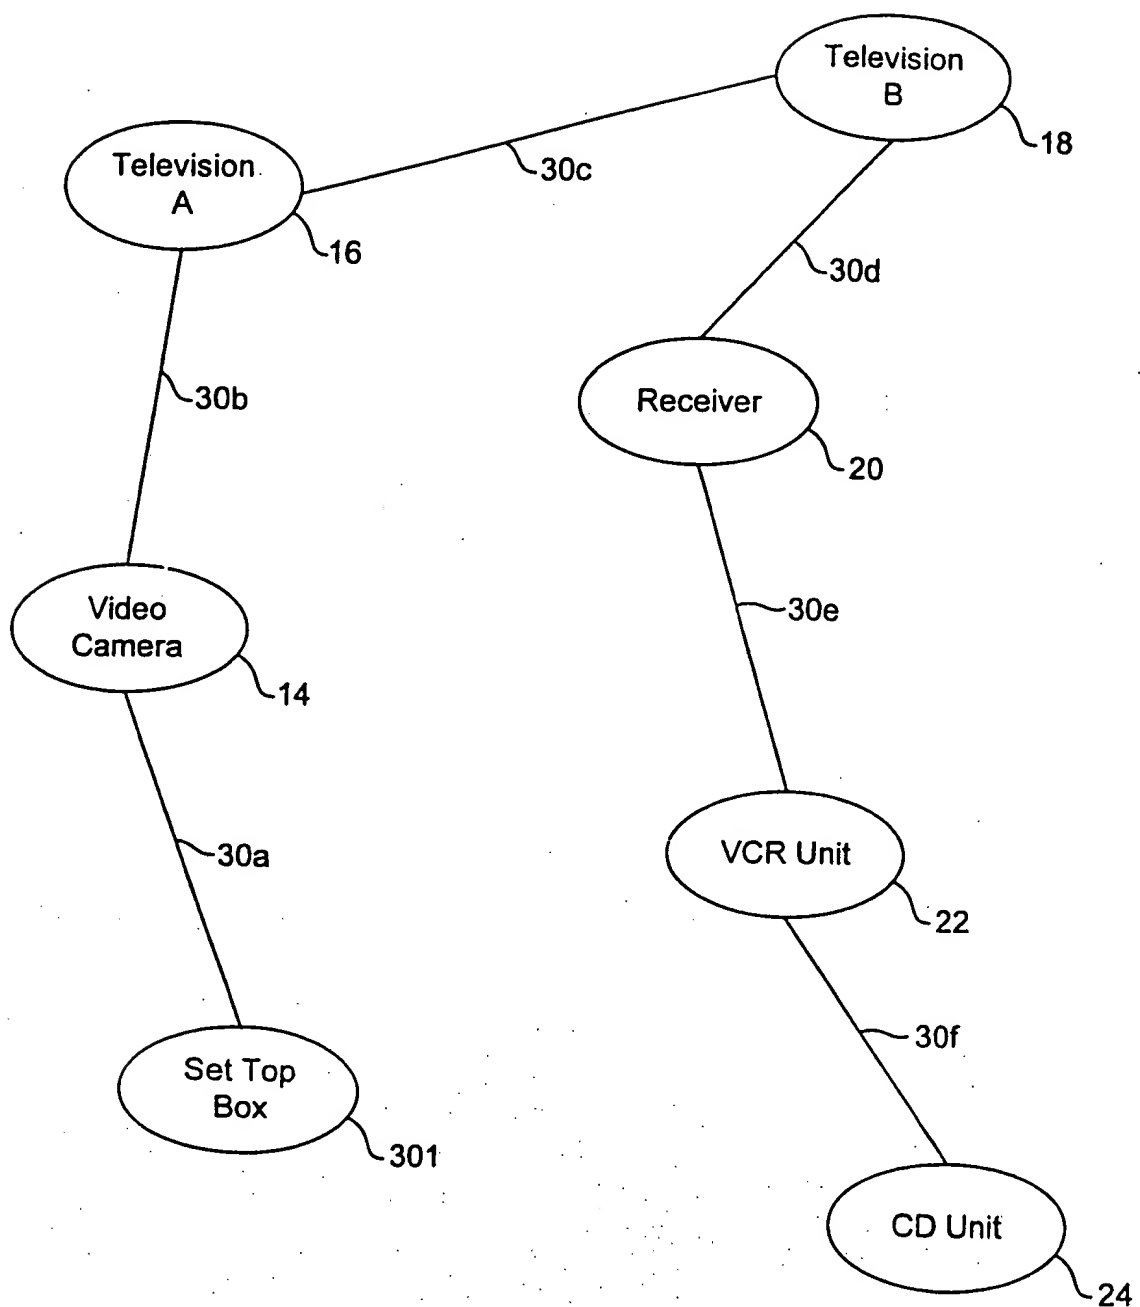 Television
B
18
30c
Television
A
16
30d
30b
Receiver
20
Video
Camera
14
30e
30a
VCR Unit
22
30f
Set Top
Box
301
CD Unit
24